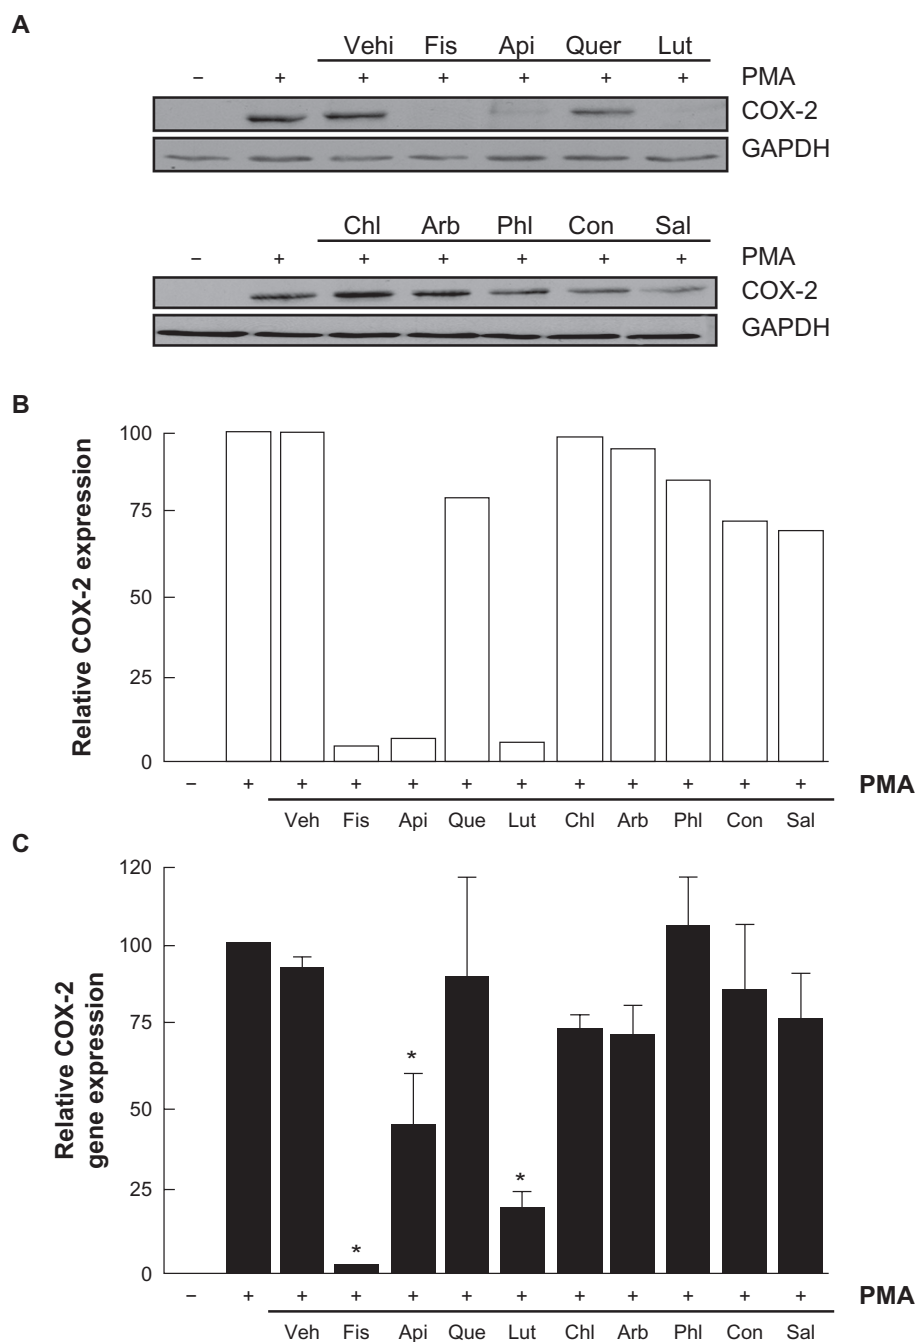 A
Vehi Fis Api Quer Lut
– + + + + + + PMA
COX-2
GAPDH
Chl Arb Phl Con Sal
– + + + + + + PMA
COX-2
GAPDH
B
Relative COX-2 expression
100
75
50
25
0
– + + + + + + + + + + + PMA
Veh Fis Api Que Lut Chl Arb Phl Con Sal
C
Relative COX-2
gene expression
120
100
75
50
25
0
*
*
*
– + + + + + + + + + + + PMA
Veh Fis Api Que Lut Chl Arb Phl Con Sal